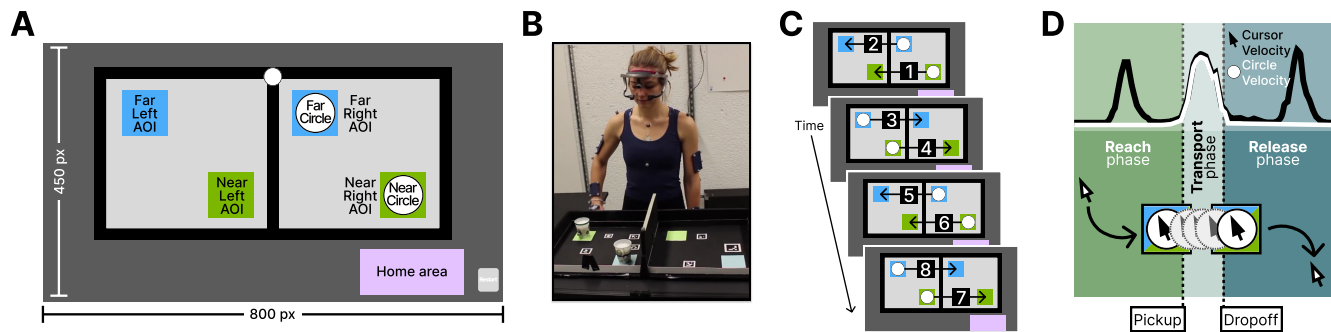 A
450 px
Far
Left
AOI
Near
Left
AOI
Far
Circle
Far
Right
AOI
Near
Right
AOI
Near
Circle
Home area
800 px
B
C
Time
2
1
3
4
5
6
8
7
D
Cursor
Velocity
Circle
Velocity
Reach
phase
Transport
phase
Release
phase
Pickup
Dropoff